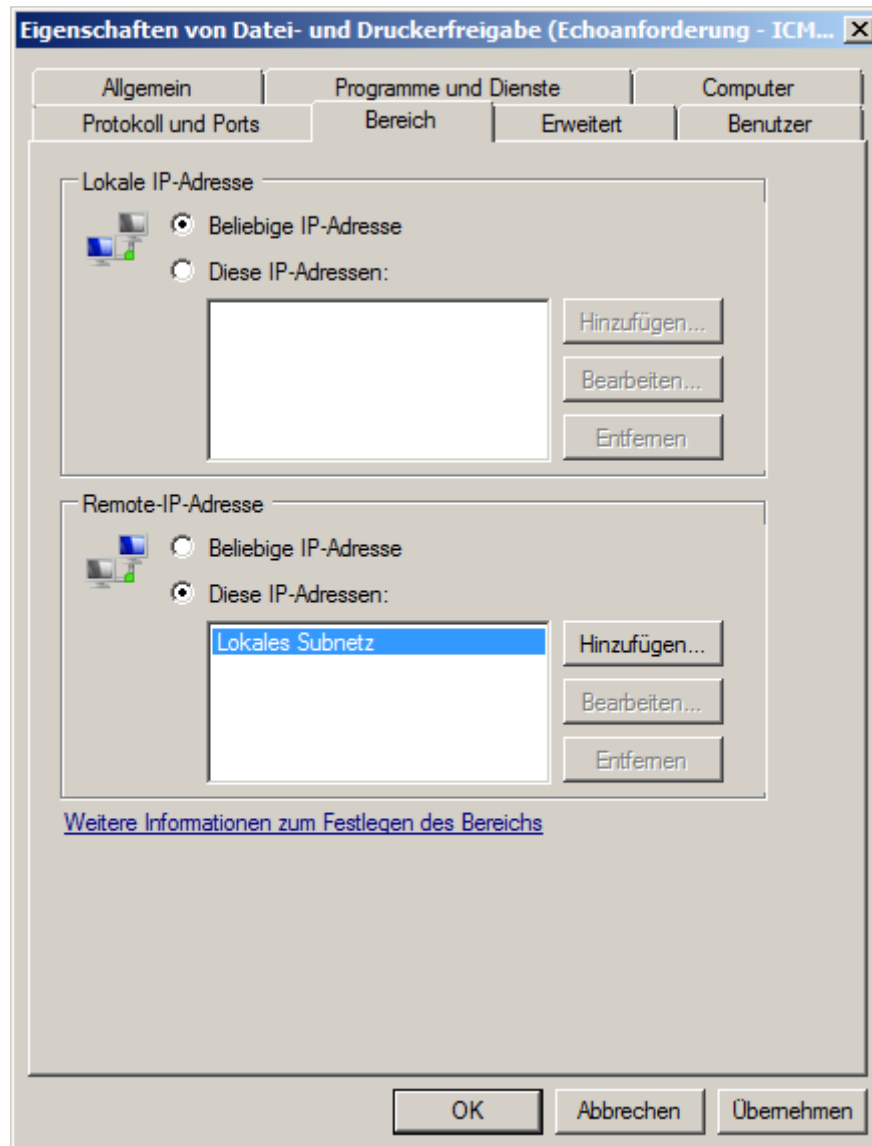 Eigenschaften von Datei- und Druckerfreigabe (Echoanforderung - ICM...
Allgemein
Programme und Dienste
Computer
Protokoll und Ports
Bereich
Erweitert
Benutzer
Lokale IP-Adresse
Beliebige IP-Adresse
Diese IP-Adressen:
Hinzufügen...
Bearbeiten...
Entfernen
Remote-IP-Adresse
Beliebige IP-Adresse
Diese IP-Adressen:
Lokales Subnetz
Hinzufügen...
Bearbeiten...
Entfernen
Weitere Informationen zum Festlegen des Bereichs
OK
Abbrechen
Übernehmen